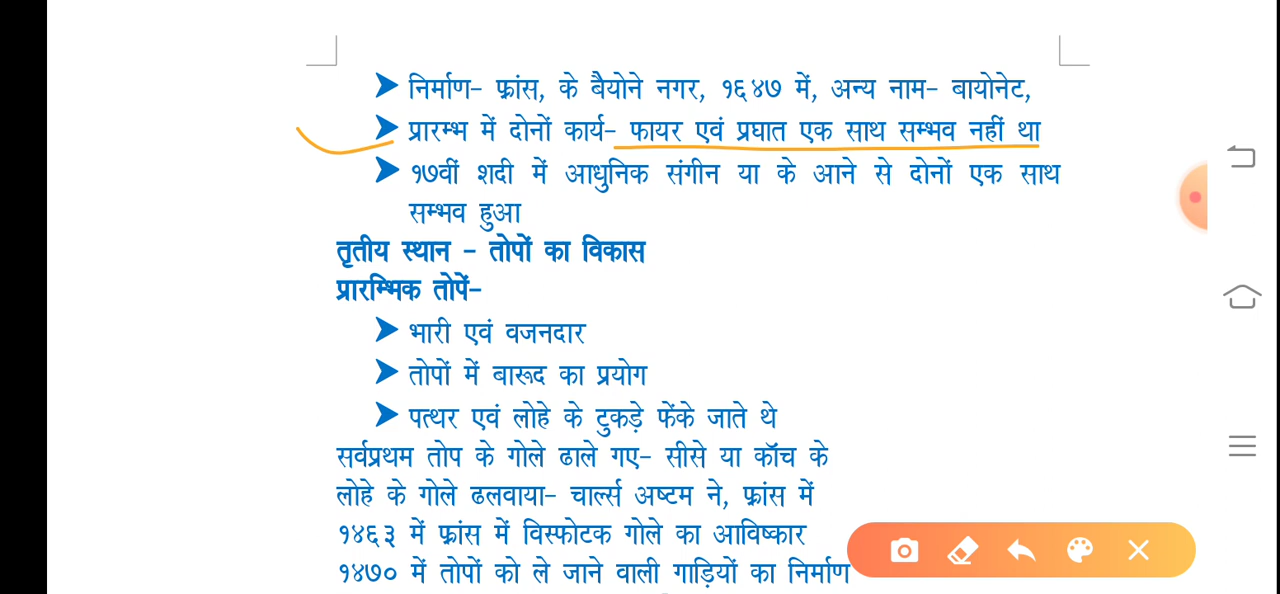 ➤ निर्माण- फ्रांस, के बैयोने नगर, १६४७ में, अन्य नाम- बायोनेट,
➤ प्रारम्भ में दोनों कार्य- फायर एवं प्रघात एक साथ सम्भव नहीं था
➤ १७वीं शदी में आधुनिक संगीन या के आने से दोनों एक साथ
सम्भव हुआ
तृतीय स्थान - तोपों का विकास
प्रारम्भिक तोपें-
➤ भारी एवं वजनदार
➤ तोपों में बारूद का प्रयोग
➤ पत्थर एवं लोहे के टुकड़े फेंके जाते थे
सर्वप्रथम तोप के गोले ढाले गए- सीसे या कॉच के
लोहे के गोले ढलवाया- चार्ल्स अष्टम ने, फ्रांस में
१४६३ में फ्रांस में विस्फोटक गोले का आविष्कार
१४७० में तोपों को ले जाने वाली गाड़ियों का निर्माण